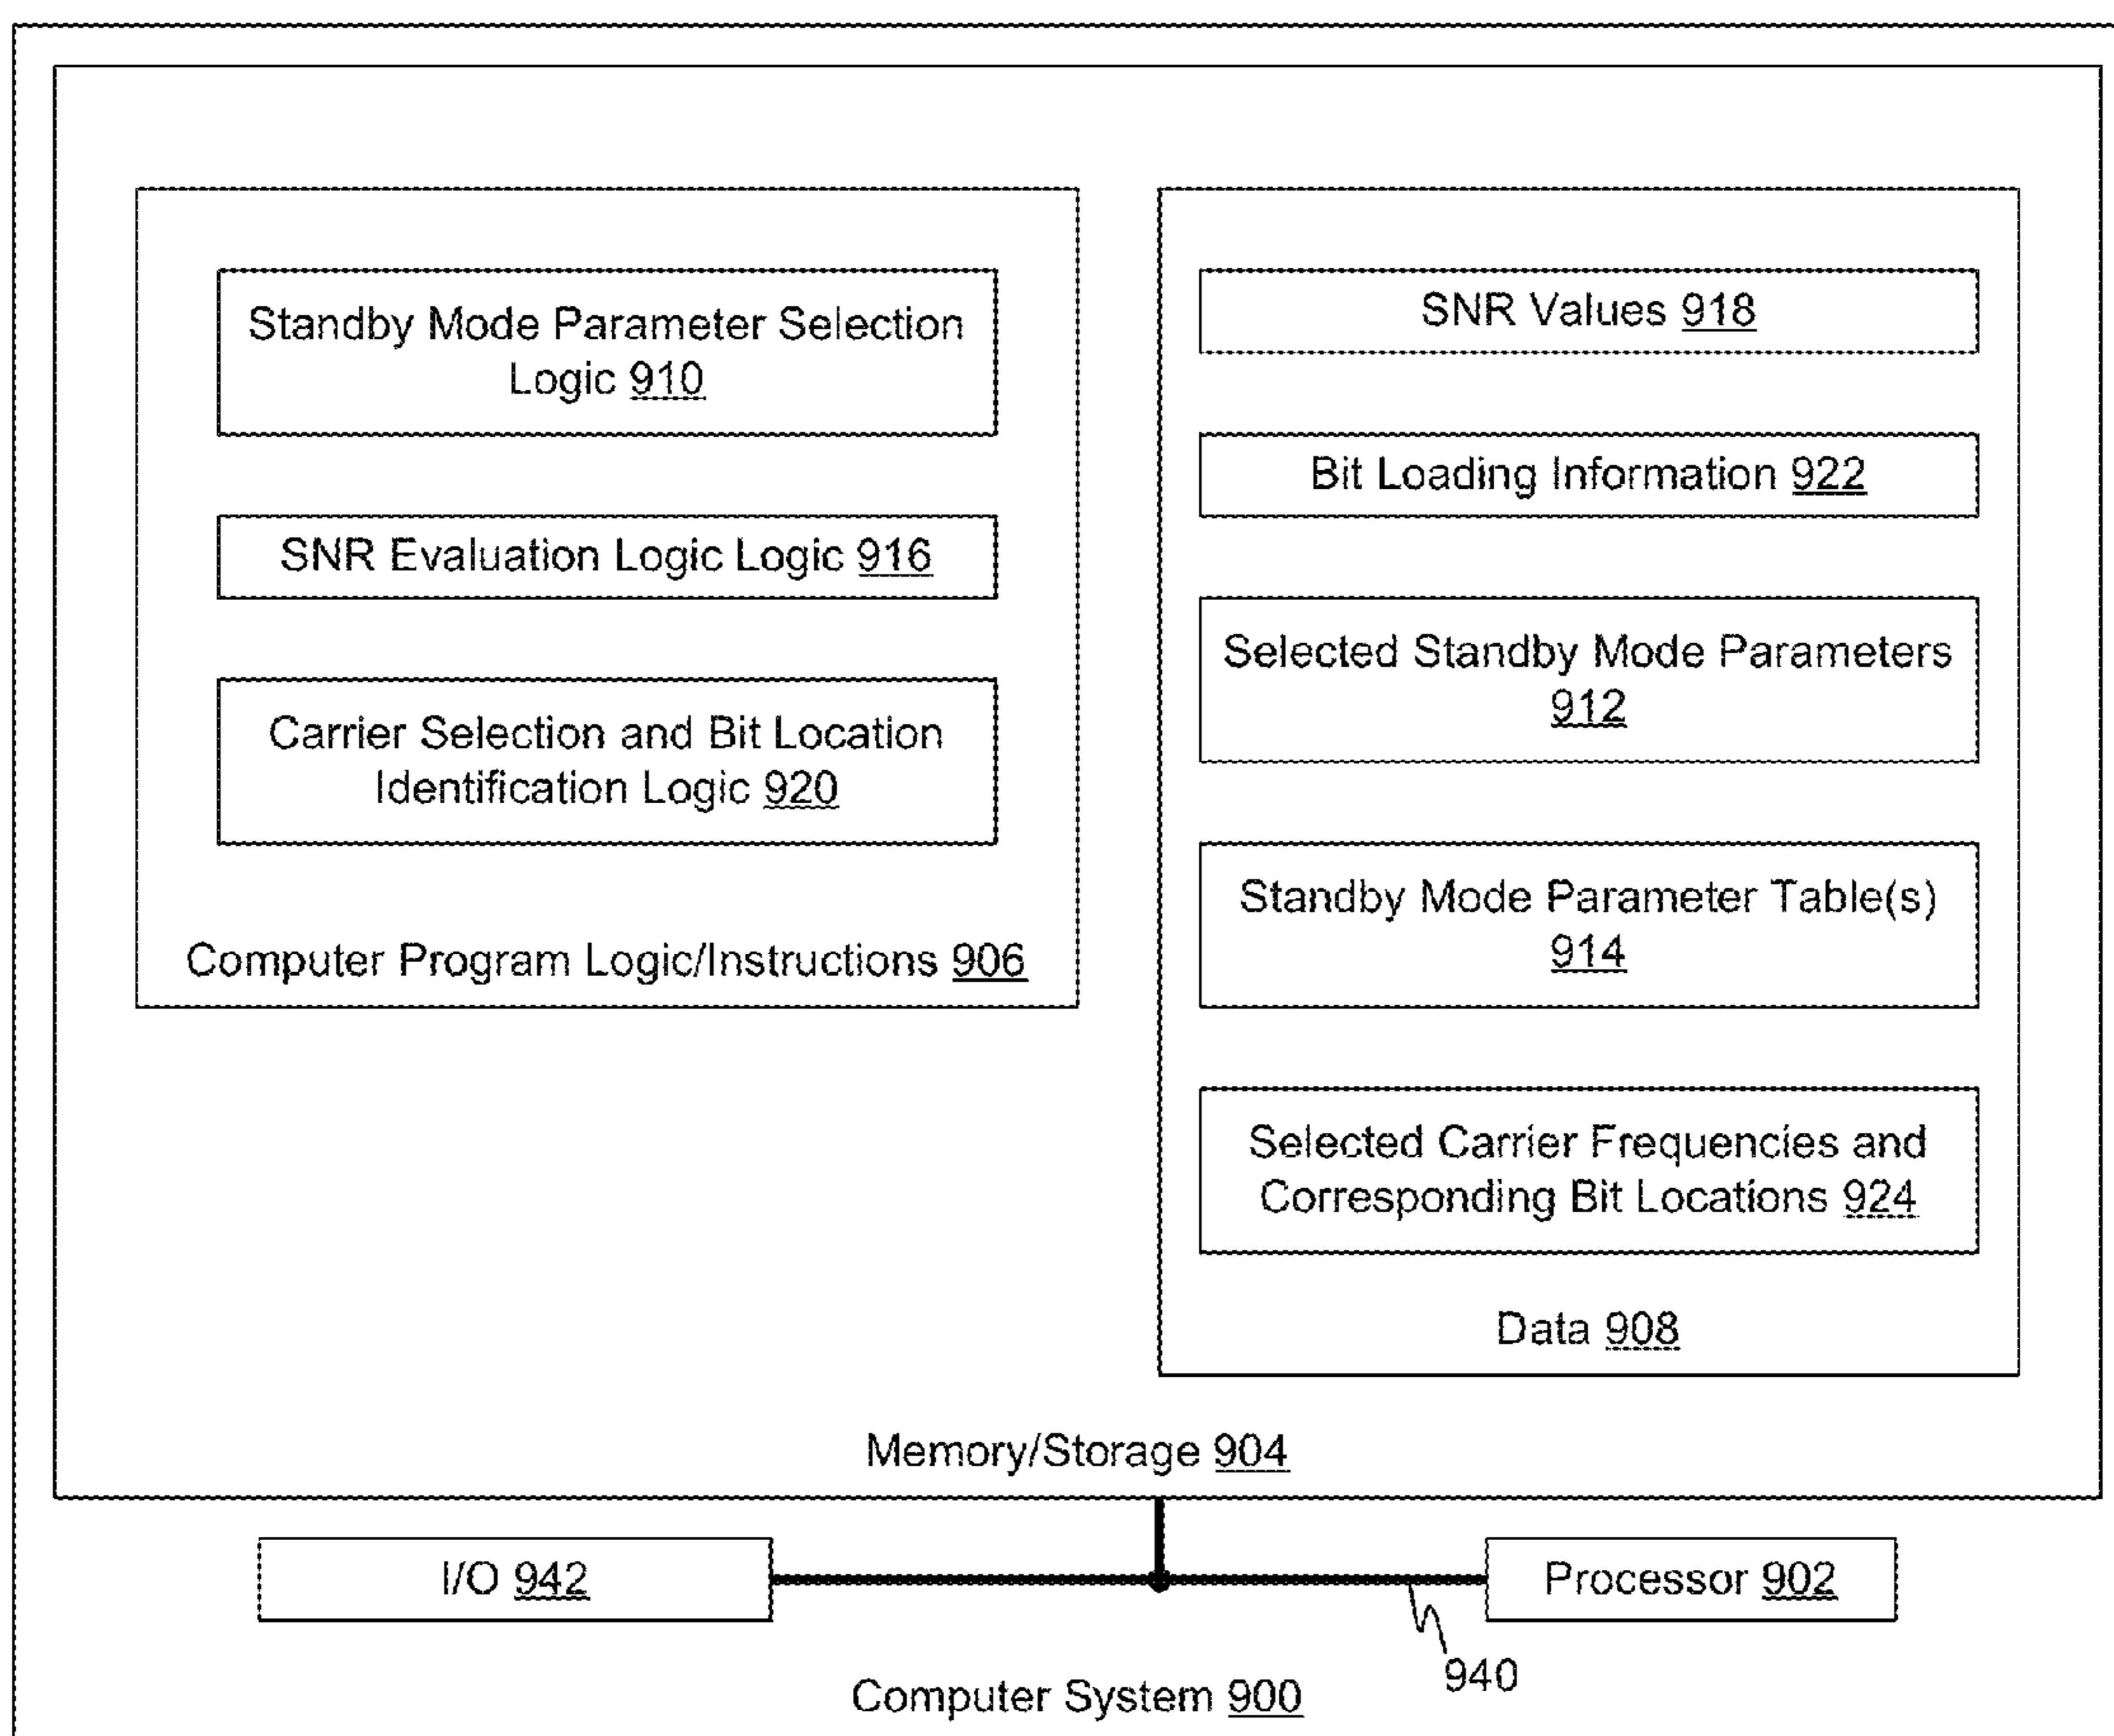 Standby Mode Parameter Selection
Logic 910
SNR Evaluation Logic Logic 916
Carrier Selection and Bit Location
Identification Logic 920
Computer Program Logic/Instructions 906
SNR Values 918
Bit Loading Information 922
Selected Standby Mode Parameters
912
Standby Mode Parameter Table(s)
914
Selected Carrier Frequencies and
Corresponding Bit Locations 924
Data 908
Memory/Storage 904
I/O 942
Processor 902
940
Computer System 900